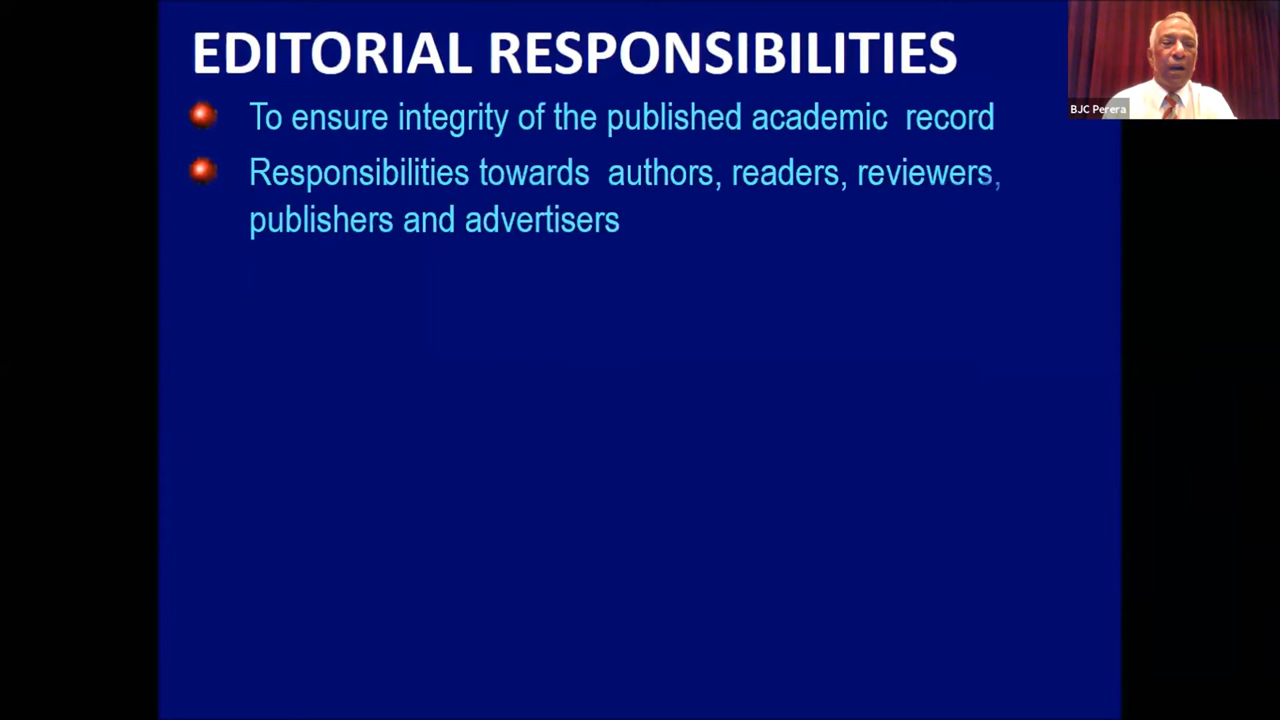 EDITORIAL RESPONSIBILITIES
To ensure integrity of the published academic record
Responsibilities towards authors, readers, reviewers,
publishers and advertisers
BJC Perera